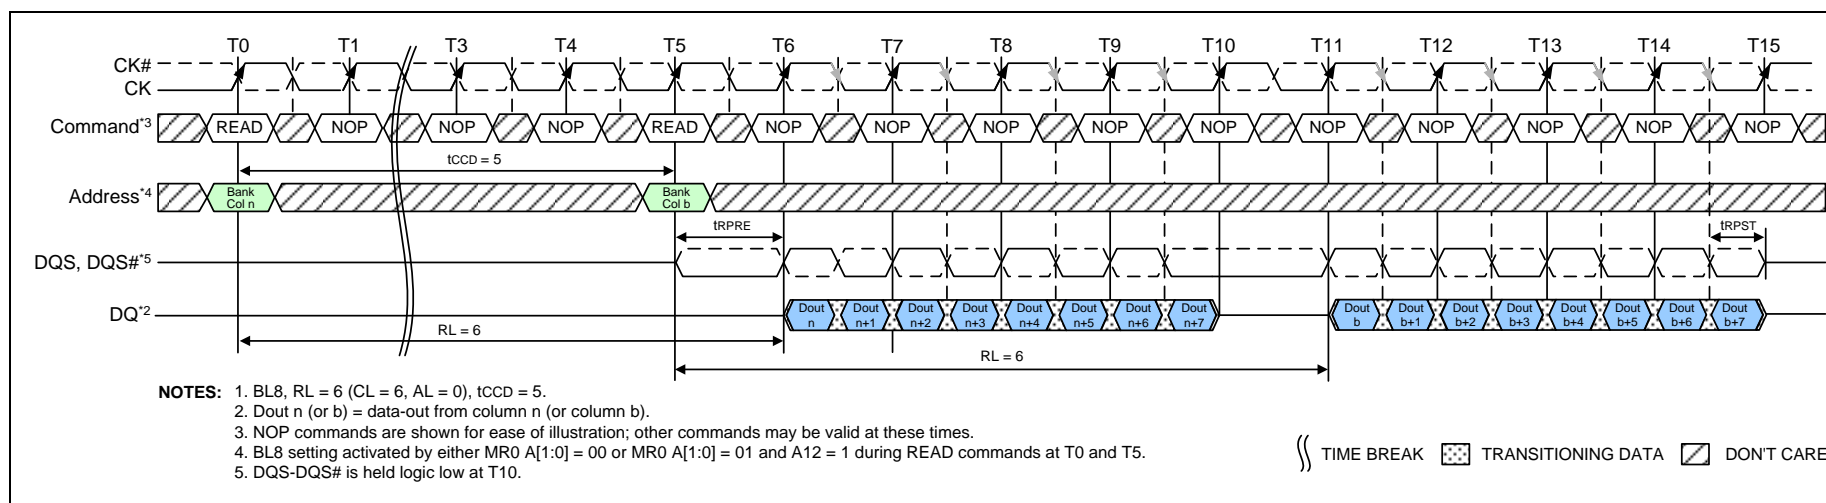 T0 T1 T3 T4 T5 T6 T7 T8 T9 T10 T11 T12 T13 T14 T15
CK#
CK
Command*3 READ NOP NOP NOP READ NOP NOP NOP NOP NOP NOP NOP NOP NOP NOP
tCCD = 5
Address*4 Bank Col n Bank Col b
tRPRE tRPST
DQS, DQS#*5
DQ*2 Dout n Dout n+1 Dout n+2 Dout n+3 Dout n+4 Dout n+5 Dout n+6 Dout n+7 Dout b Dout b+1 Dout b+2 Dout b+3 Dout b+4 Dout b+5 Dout b+6 Dout b+7
RL = 6
RL = 6
NOTES: 1. BL8, RL = 6 (CL = 6, AL = 0), tCCD = 5.
2. Dout n (or b) = data-out from column n (or column b).
3. NOP commands are shown for ease of illustration; other commands may be valid at these times.
4. BL8 setting activated by either MR0 A[1:0] = 00 or MR0 A[1:0] = 01 and A12 = 1 during READ commands at T0 and T5.
5. DQS-DQS# is held logic low at T10.
TIME BREAK TRANSITIONING DATA DON'T CARE